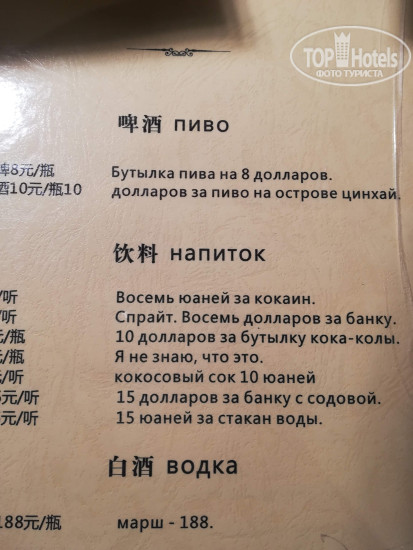 TOP Hotels
ФОТО ТУРИСТА
啤酒 пиво
啤8元/瓶 Бутылка пива на 8 долларов.
酒10元/瓶10 долларов за пиво на острове цинхай.
饮料 напиток
/听 Восемь юаней за кокаин.
/听 Спрайт. Восемь долларов за банку.
/瓶 10 долларов за бутылку кока-колы.
/瓶 Я не знаю, что это.
/听 кокосовый сок 10 юаней
5元/听 15 долларов за банку с содовой.
元/听 15 юаней за стакан воды.
白酒 водка
188元/瓶 марш - 188.